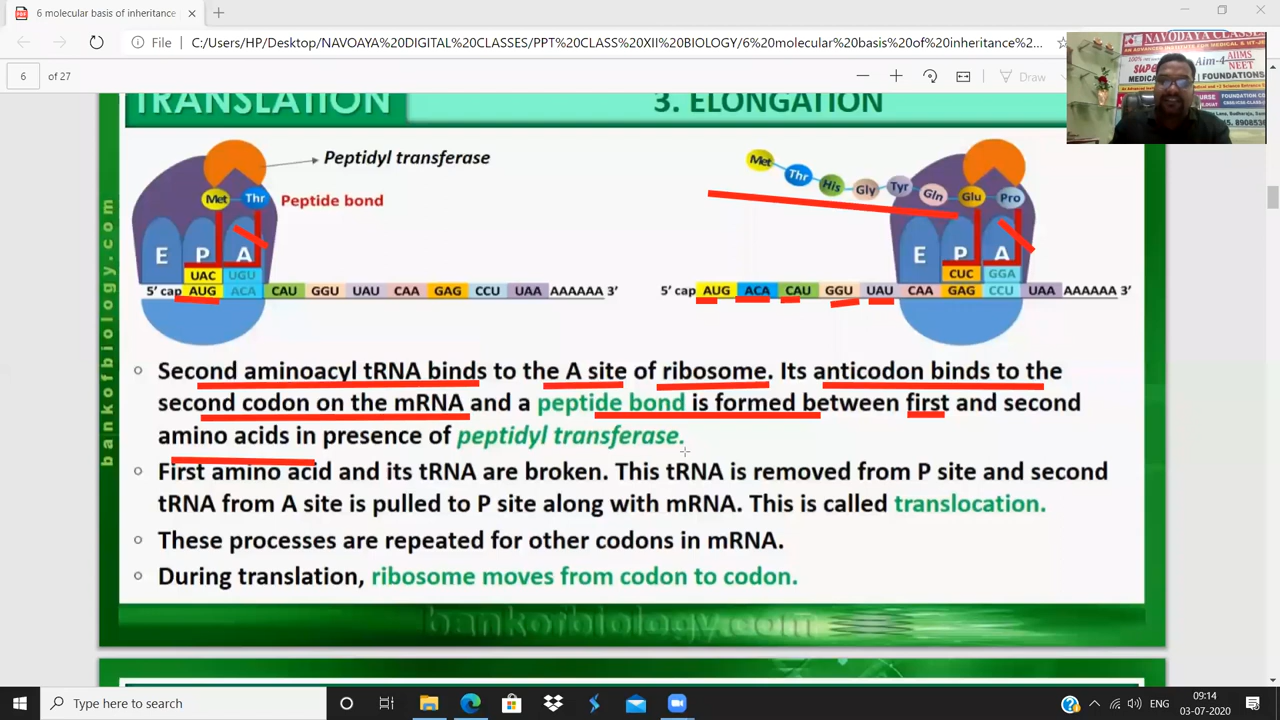 6 molecular basis of inheritance
File
C:/Users/HP/Desktop/NAVOAYA%20DIGITAL%20CLASSES/PPT%20CLASS%20XII%20BIOLOGY/6%20molecular%20basis%20of%20inheritance%2...
6 of 27
Draw
NAVODAYA CLASSES
Aim-4 AIIMS
NEET
FOUNDATIONS
TRANSLATION
3. ELONGATION
Peptidyl transferase
Met Thr Peptide bond
E P A
UAC UGU
5' cap AUG ACA CAU GGU UAU CAA GAG CCU UAA AAAAAA 3'
Met Thr His Gly Tyr Gln Glu Pro
E P A
CUC GGA
5' cap AUG ACA CAU GGU UAU CAA GAG CCU UAA AAAAAA 3'
bankofbiology.com
Second aminoacyl tRNA binds to the A site of ribosome. Its anticodon binds to the
second codon on the mRNA and a peptide bond is formed between first and second
amino acids in presence of peptidyl transferase.
First amino acid and its tRNA are broken. This tRNA is removed from P site and second
tRNA from A site is pulled to P site along with mRNA. This is called translocation.
These processes are repeated for other codons in mRNA.
During translation, ribosome moves from codon to codon.
bankofbiology.com
Type here to search
ENG
09:14
03-07-2020